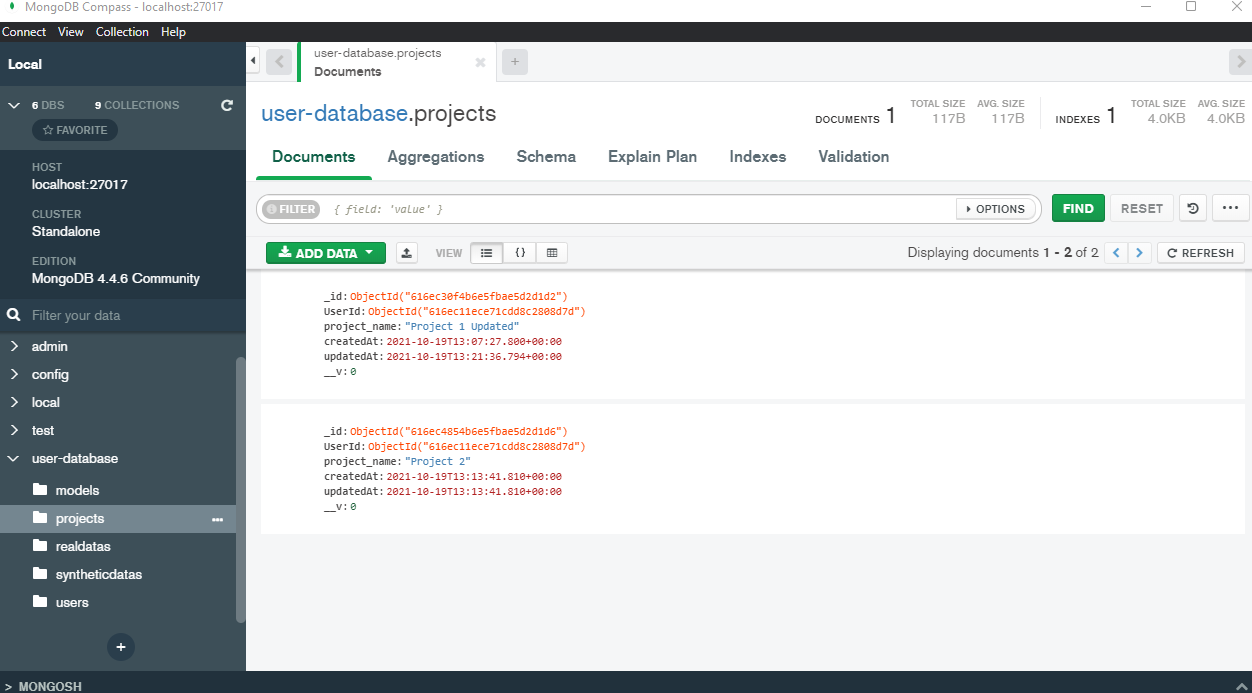 MongoDB Compass - localhost:27017
Connect View Collection Help
Local
6 DBS 9 COLLECTIONS
FAVORITE
HOST
localhost:27017
CLUSTER
Standalone
EDITION
MongoDB 4.4.6 Community
Filter your data
admin
config
local
test
user-database
models
projects
realdatas
syntheticdatas
users
+
> MONGOSH
user-database.projects
Documents
+
user-database.projects
DOCUMENTS 1 TOTAL SIZE 117B AVG. SIZE 117B INDEXES 1 TOTAL SIZE 4.0KB AVG. SIZE 4.0KB
Documents Aggregations Schema Explain Plan Indexes Validation
FILTER { field: 'value' } OPTIONS FIND RESET ...
ADD DATA VIEW {} Displaying documents 1 - 2 of 2 < > REFRESH
_id: ObjectId("616ec30f4b6e5fbae5d2d1d2")
UserId: ObjectId("616ec11ece71cdd8c2808d7d")
project_name: "Project 1 Updated"
createdAt: 2021-10-19T13:07:27.800+00:00
updatedAt: 2021-10-19T13:21:36.794+00:00
__v: 0
_id: ObjectId("616ec4854b6e5fbae5d2d1d6")
UserId: ObjectId("616ec11ece71cdd8c2808d7d")
project_name: "Project 2"
createdAt: 2021-10-19T13:13:41.810+00:00
updatedAt: 2021-10-19T13:13:41.810+00:00
__v: 0